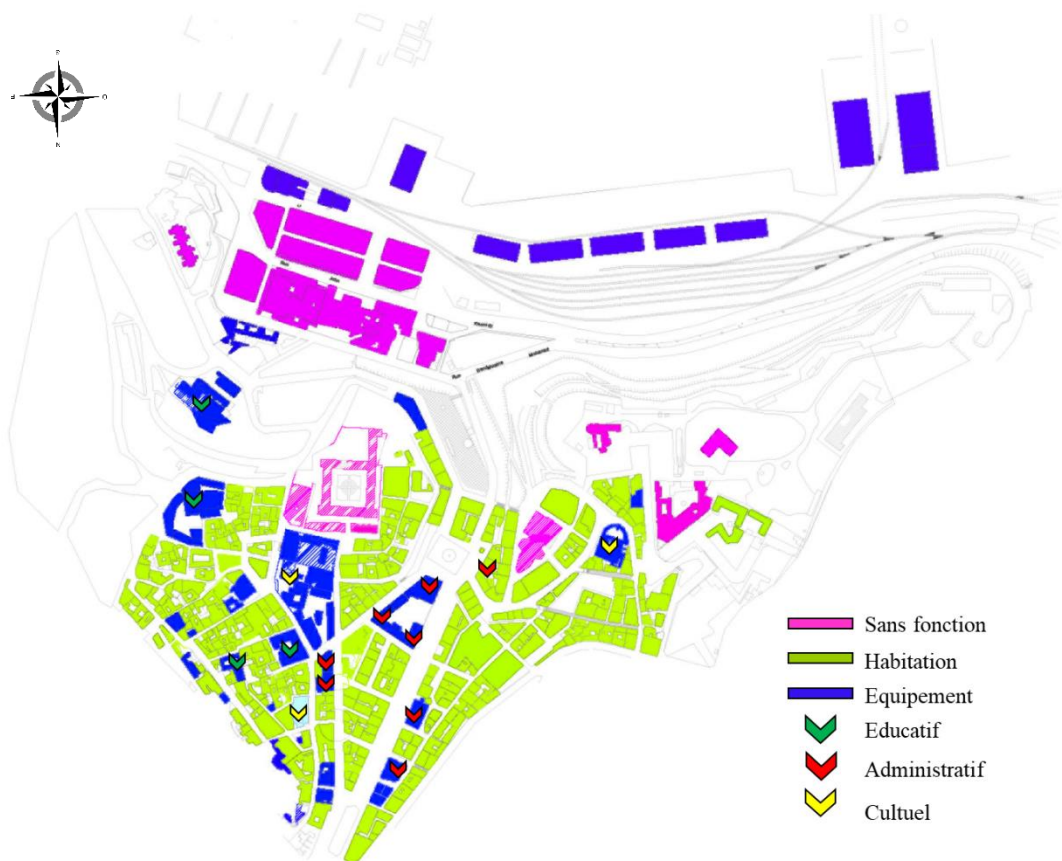 S
E
O
N
Sans fonction
Habitation
Equipement
Educatif
Administratif
Cultuel